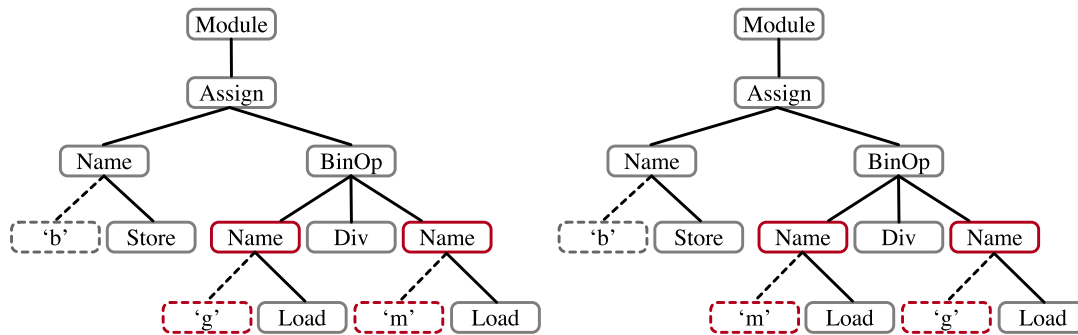 Module Module
Assign Assign
Name BinOp Name BinOp
‘b’ Store Name Div Name ‘b’ Store Name Div Name
‘g’ Load ‘m’ Load ‘m’ Load ‘g’ Load